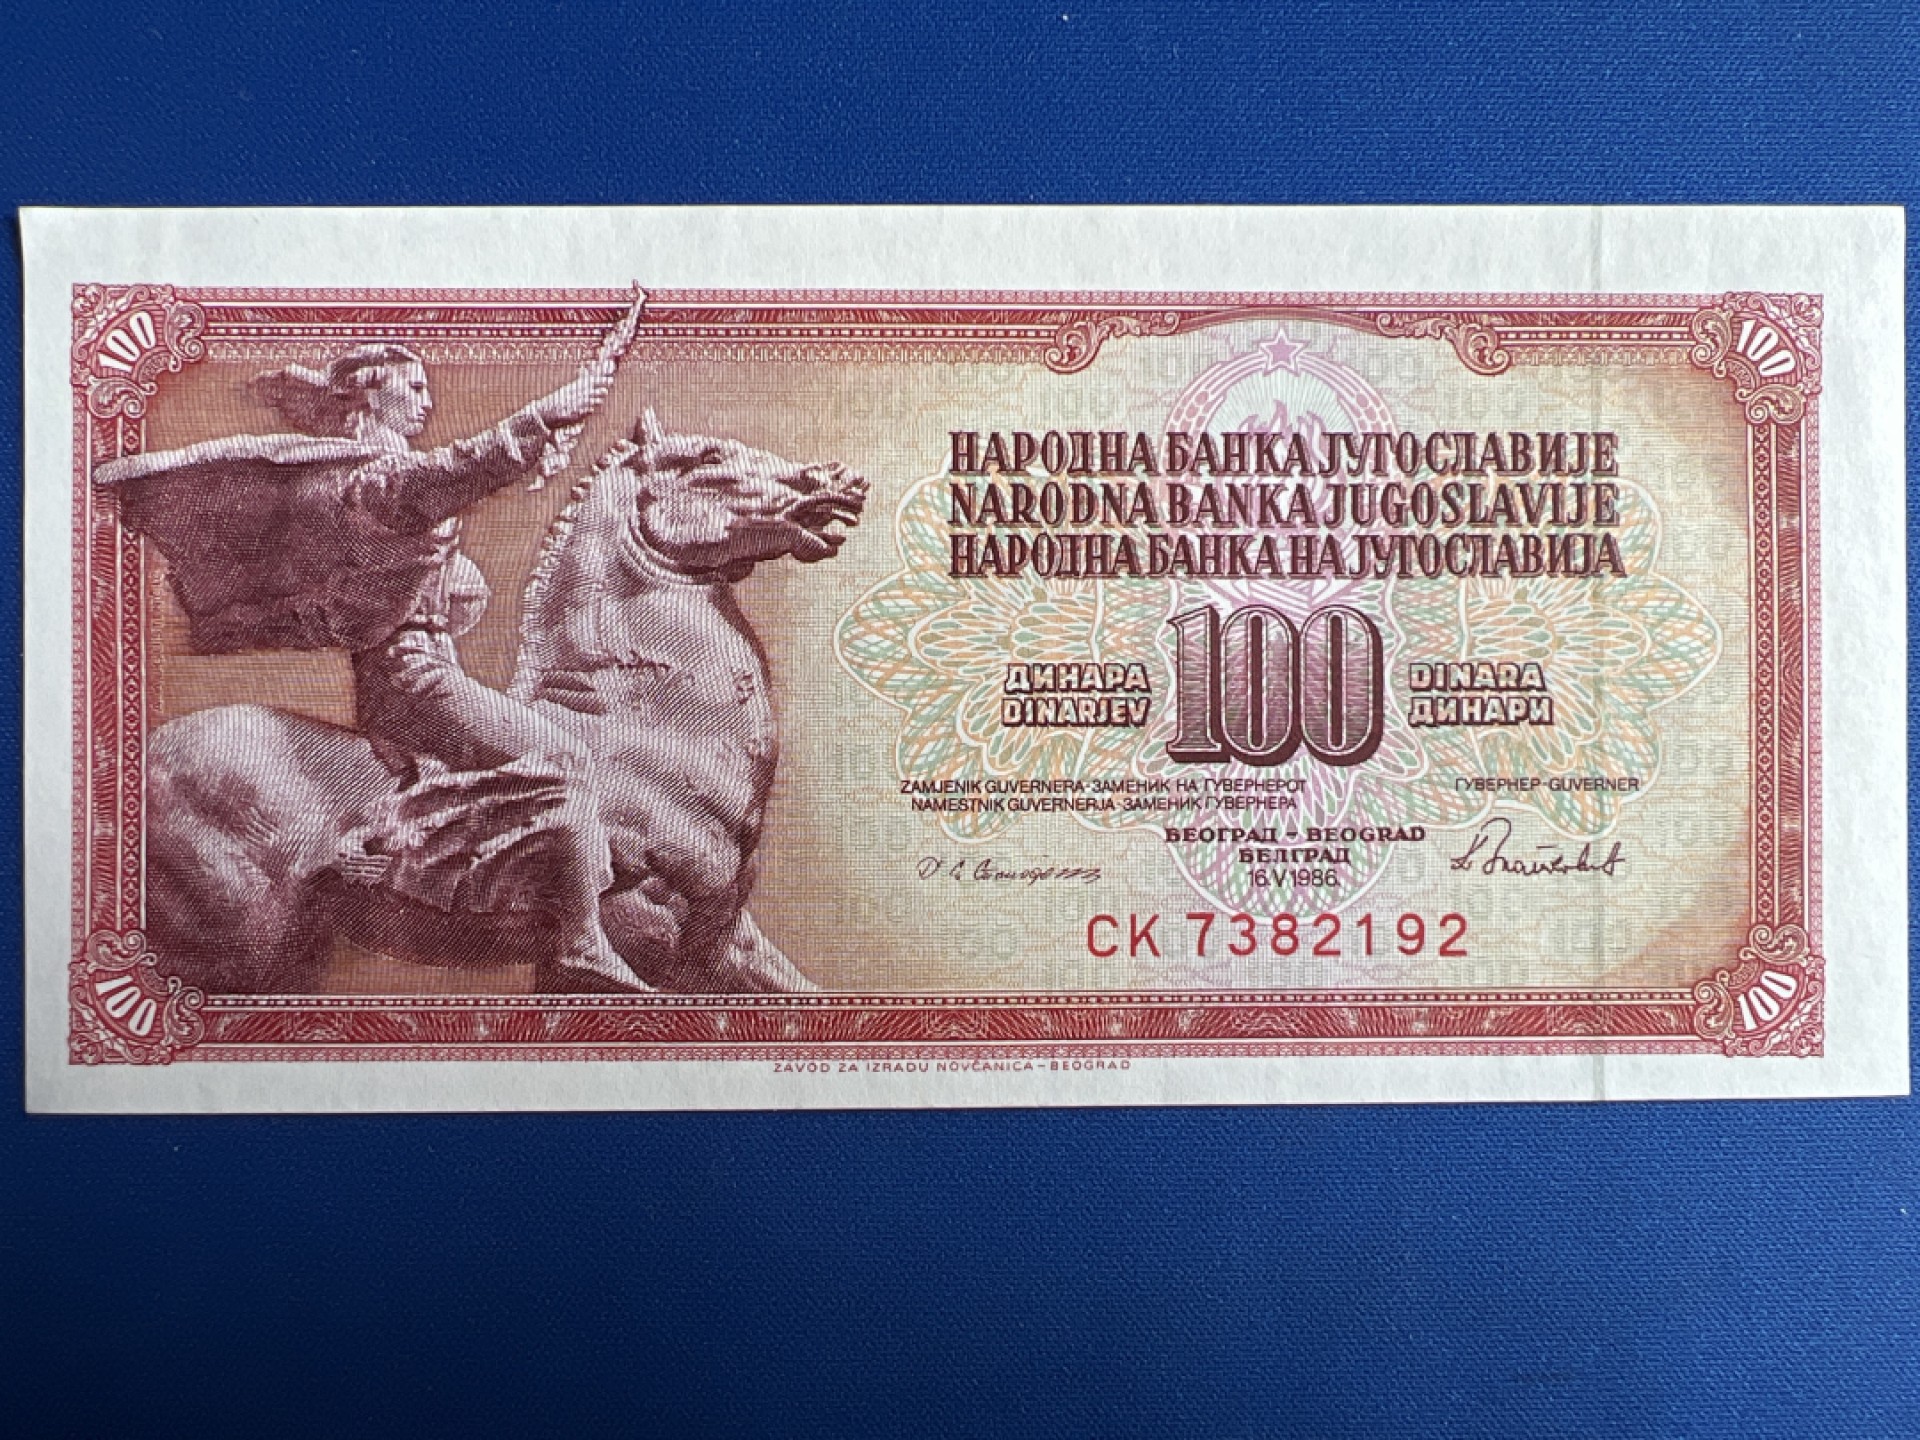 100
100
НАРОДНА БАНКА ЈУГОСЛАВИЈЕ
NARODNA BANKA JUGOSLAVIJE
НАРОДНА БАНКА НА ЈУГОСЛАВИЈА
ДИНАРА 100 DINARA
DINARJEV ДИНАРИ
ZAMJENIK GUVERNERA-ЗАМЕНИК НА ГУВЕРНЕРОТ ГУВЕРНЕР-GUVERNER
NAMESTNIK GUVERNERJA-ЗАМЕНИК ГУВЕРНЕРА
БЕОГРАД – BEOGRAD
БЕЛГРАД
16.V 1986.
CK 7382192
100
100
ZAVOD ZA IZRADU NOVČANICA – BEOGRAD